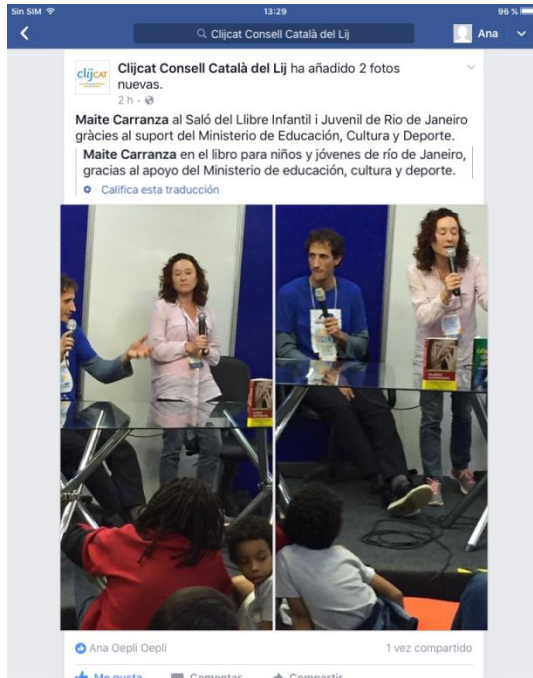 Sin SIM 13:29 96 %
Clijcat Consell Català del Lij Ana
clijCAT Clijcat Consell Català del Lij ha añadido 2 fotos
nuevas.
2 h ·
Maite Carranza al Saló del Llibre Infantil i Juvenil de Rio de Janeiro
gràcies al suport del Ministerio de Educación, Cultura y Deporte.
Maite Carranza en el libro para niños y jóvenes de río de Janeiro,
gracias al apoyo del Ministerio de educación, cultura y deporte.
· Califica esta traducción
Ana Oepli Oepli 1 vez compartido
Me gusta Comentar Compartir